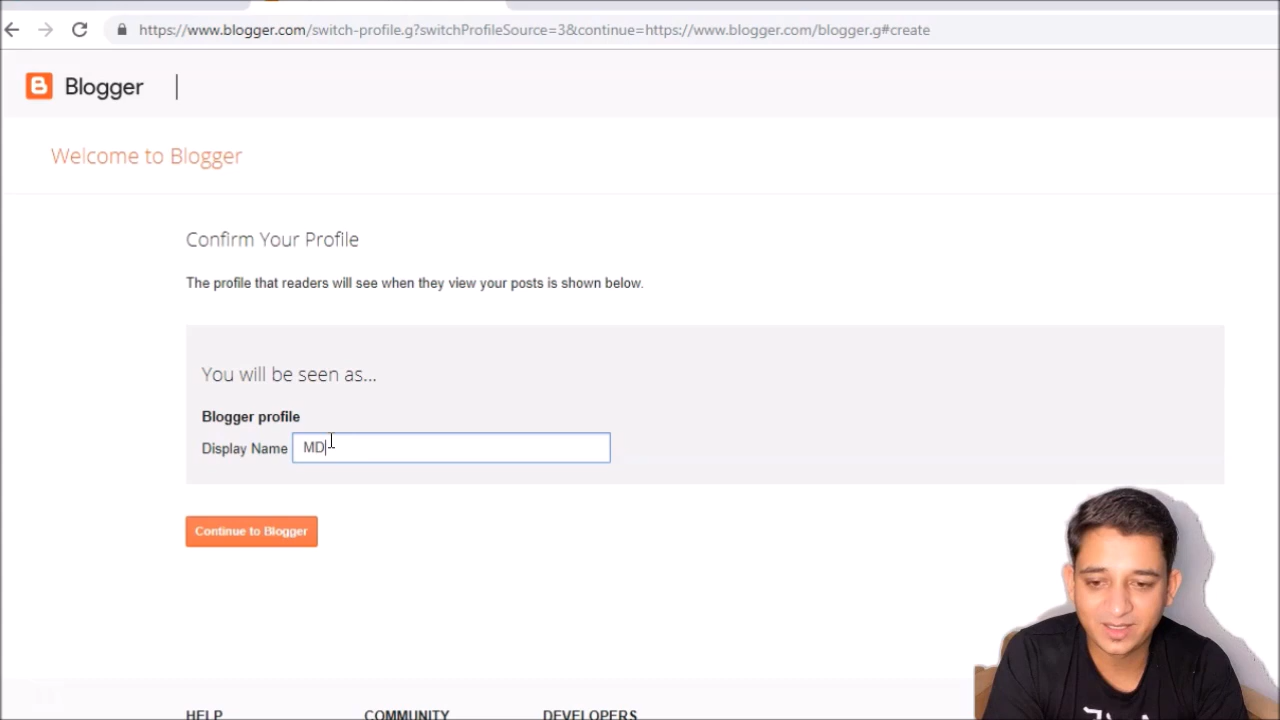 https://www.blogger.com/switch-profile.g?switchProfileSource=3&continue=https://www.blogger.com/blogger.g#create
Blogger
Welcome to Blogger
Confirm Your Profile
The profile that readers will see when they view your posts is shown below.
You will be seen as...
Blogger profile
Display Name MD
Continue to Blogger
HELP COMMUNITY DEVELOPERS